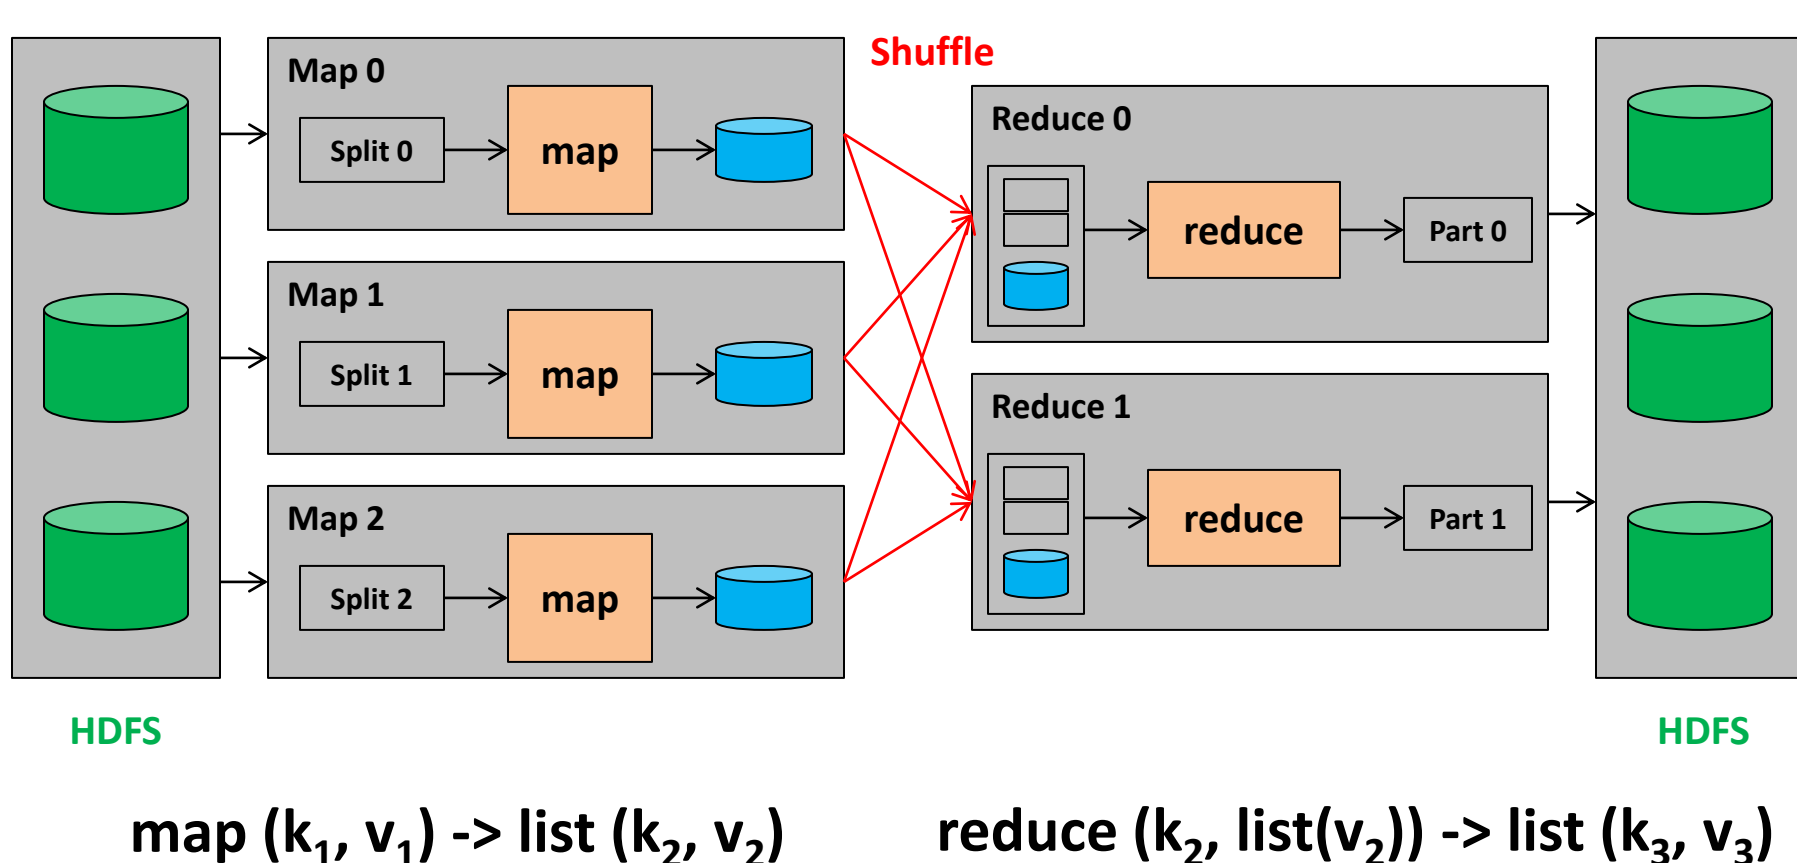 Shuffle
Map 0
Split 0
map
Map 1
Split 1
map
Map 2
Split 2
map
Reduce 0
reduce
Part 0
Reduce 1
reduce
Part 1
HDFS
HDFS
map (k₁, v₁) -> list (k₂, v₂)
reduce (k₂, list(v₂)) -> list (k₃, v₃)